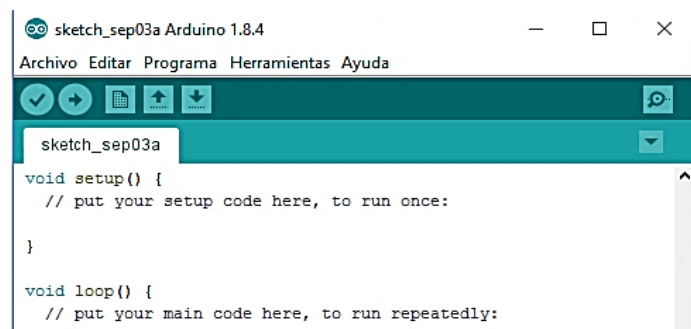 sketch_sep03a Arduino 1.8.4
Archivo Editar Programa Herramientas Ayuda
sketch_sep03a
void setup() {
  // put your setup code here, to run once:

}

void loop() {
  // put your main code here, to run repeatedly: